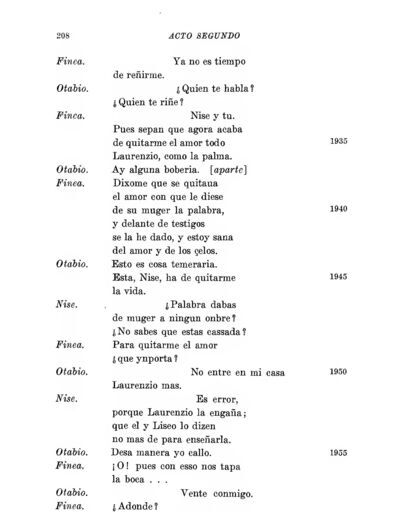 208 ACTO SEGUNDO
Finea. Ya no es tiempo
de reñirme.
Otabio. ¿Quien te habla?
¿Quien te riñe?
Finea. Nise y tu.
Pues sepan que agora acaba
de quitarme el amor todo 1935
Laurenzio, como la palma.
Otabio. Ay alguna boberia. [aparte]
Finea. Dixome que se quitaua
el amor con que le diese
de su muger la palabra, 1940
y delante de testigos
se la he dado, y estoy sana
del amor y de los çelos.
Otabio. Esto es cosa temeraria.
Esta, Nise, ha de quitarme 1945
la vida.
Nise. ¿Palabra dabas
de muger a ningun onbre?
¿No sabes que estas cassada?
Finea. Para quitarme el amor
¿que ynporta?
Otabio. No entre en mi casa 1950
Laurenzio mas.
Nise. Es error,
porque Laurenzio la engaña;
que el y Liseo lo dizen
no mas de para enseñarla.
Otabio. Desa manera yo callo. 1955
Finea. ¡O! pues con esso nos tapa
la boca . . .
Otabio. Vente conmigo.
Finea. ¿Adonde?